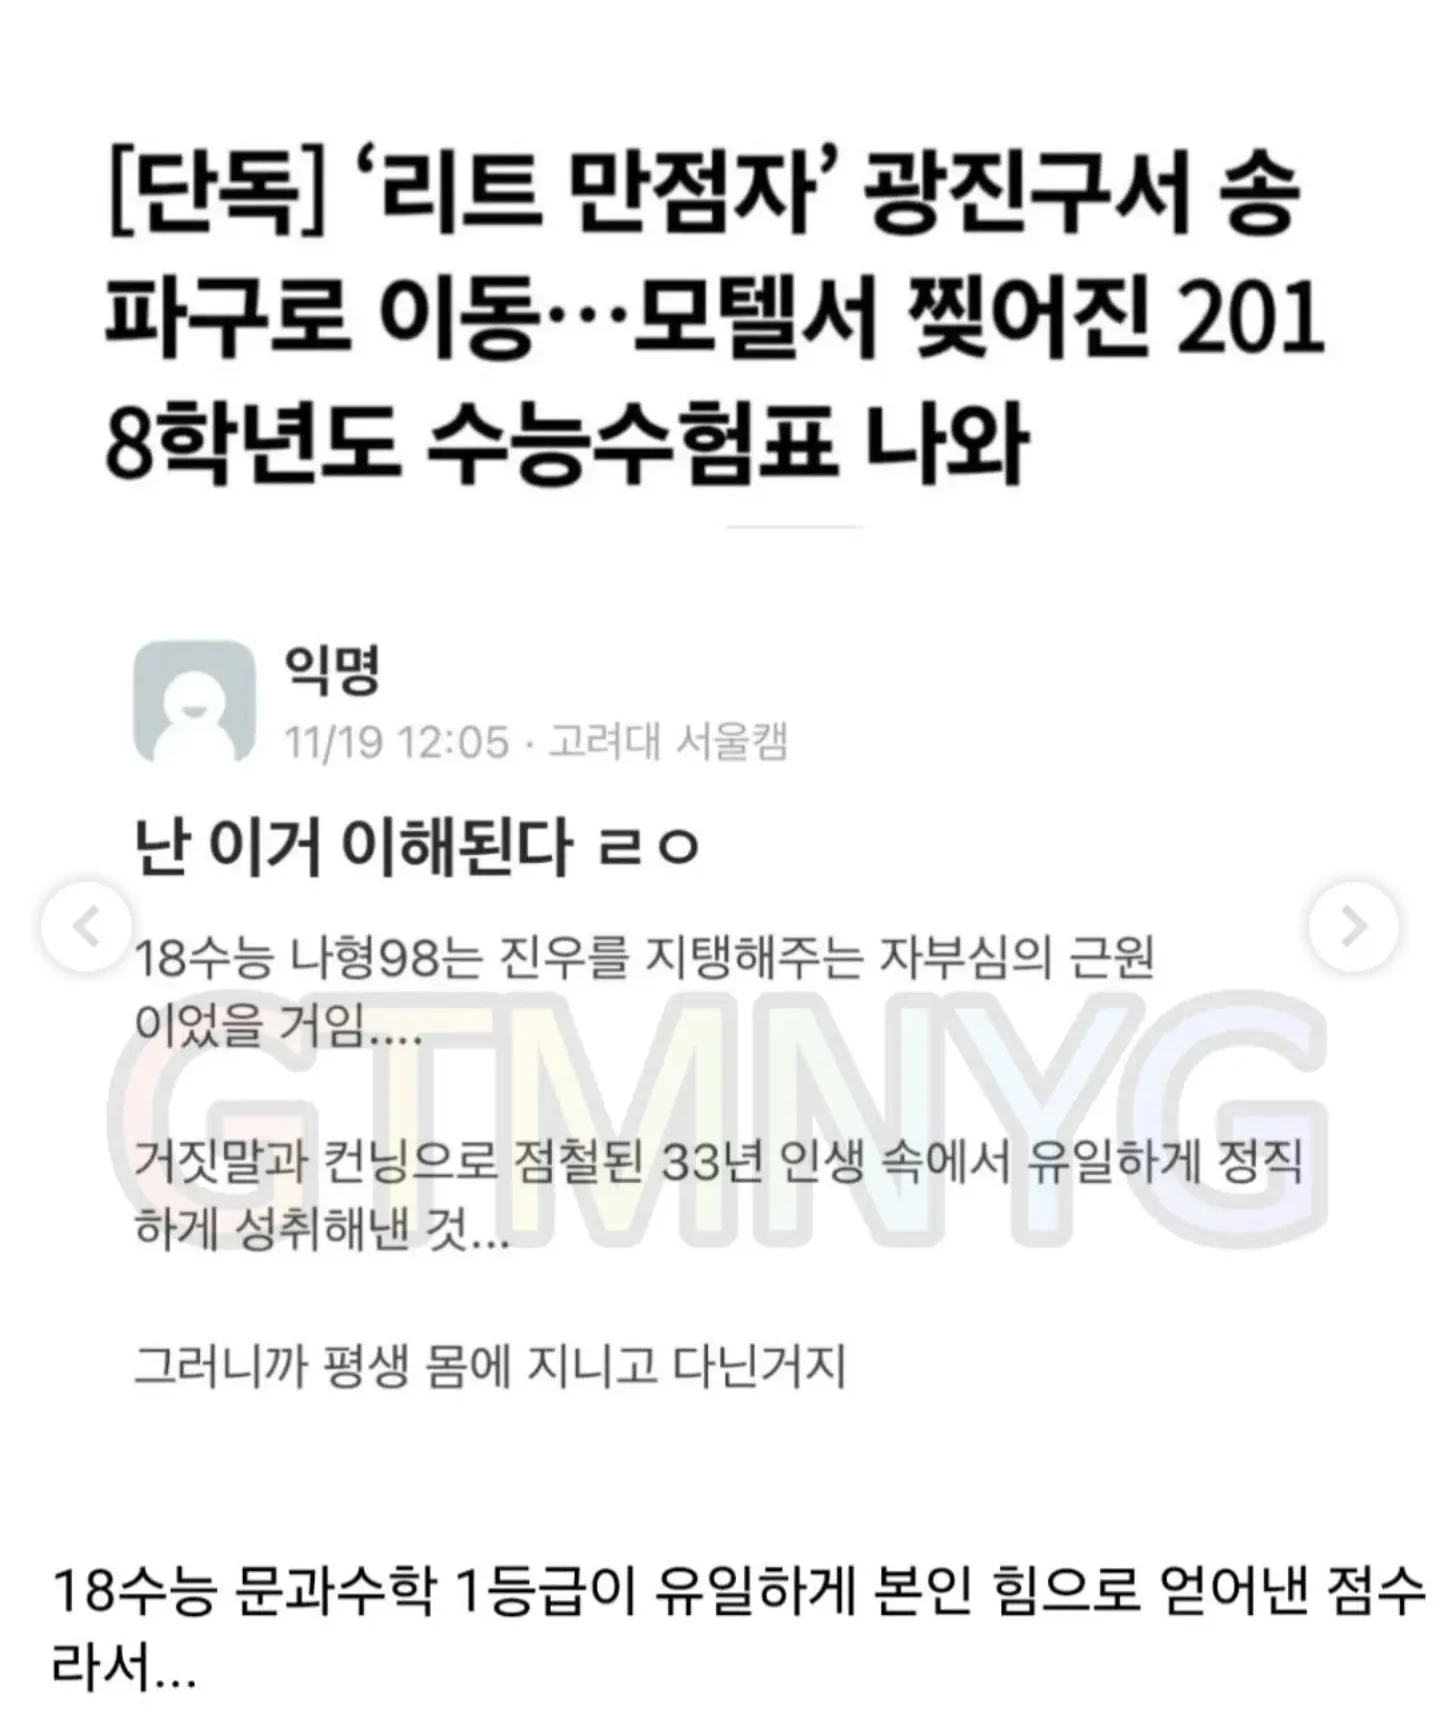 [단독] ‘리트 만점자’ 광진구서 송
파구로 이동…모텔서 찢어진 201
8학년도 수능수험표 나와
익명
11/19 12:05 · 고려대 서울캠
난 이거 이해된다 ㄹㅇ
18수능 나형98는 진우를 지탱해주는 자부심의 근원
이었을 거임....
GTMNYG
거짓말과 컨닝으로 점철된 33년 인생 속에서 유일하게 정직
하게 성취해낸 것...
그러니까 평생 몸에 지니고 다닌거지
18수능 문과수학 1등급이 유일하게 본인 힘으로 얻어낸 점수
라서...